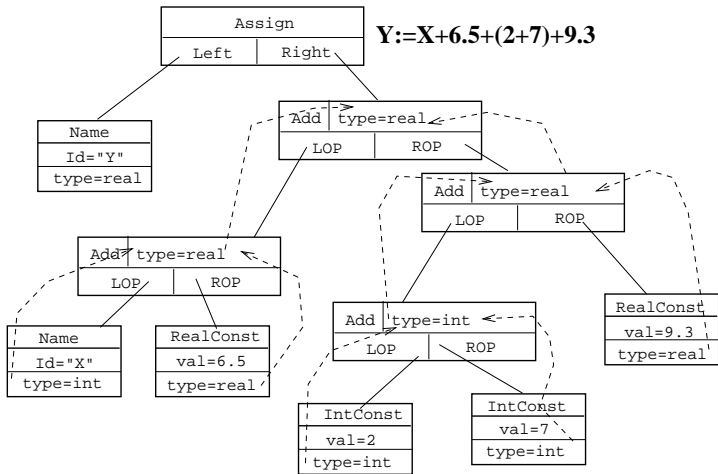 Assign
Left Right
Y:=X+6.5+(2+7)+9.3
Add type=real
LOP ROP
Name
Id="Y"
type=real
Add type=real
LOP ROP
Add type=real
LOP ROP
Name
Id="X"
type=int
RealConst
val=6.5
type=real
Add type=int
LOP ROP
RealConst
val=9.3
type=real
IntConst
val=2
type=int
IntConst
val=7
type=int